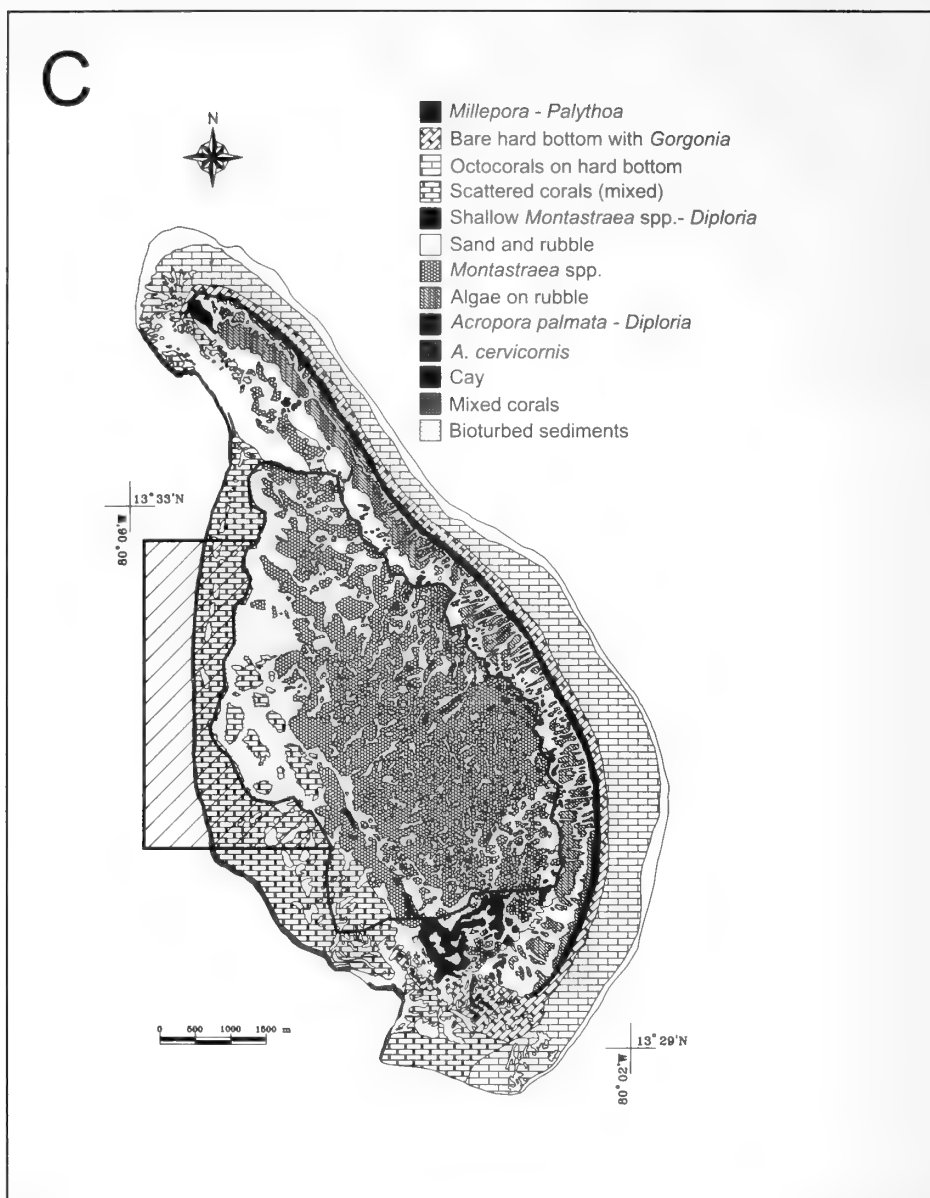 C
N
Millepora - Palythoa
Bare hard bottom with Gorgonia
Octocorals on hard bottom
Scattered corals (mixed)
Shallow Montastraea spp.- Diploria
Sand and rubble
Montastraea spp.
Algae on rubble
Acropora palmata - Diploria
A. cervicornis
Cay
Mixed corals
Bioturbed sediments
13°33'N
80°06'W
0 500 1000 1500 m
13°29'N
80°02'W